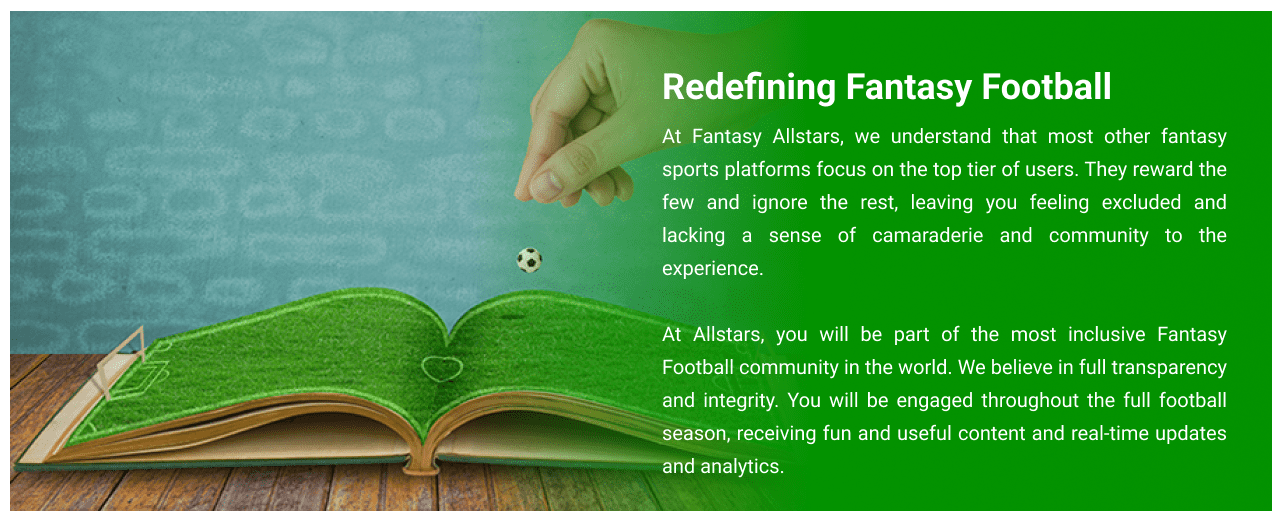 Redefining Fantasy Football
At Fantasy Allstars, we understand that most other fantasy
sports platforms focus on the top tier of users. They reward the
few and ignore the rest, leaving you feeling excluded and
lacking a sense of camaraderie and community to the
experience.
At Allstars, you will be part of the most inclusive Fantasy
Football community in the world. We believe in full transparency
and integrity. You will be engaged throughout the full football
season, receiving fun and useful content and real-time updates
and analytics.